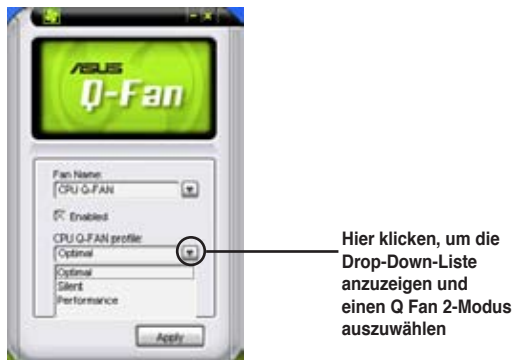 ASUS
Q-Fan
Fan Name:
CPU Q-FAN
Enabled
CPU Q-FAN profile:
Optimal
Optimal
Silent
Performance
Apply
Hier klicken, um die
Drop-Down-Liste
anzuzeigen und
einen Q Fan 2-Modus
auszuwählen